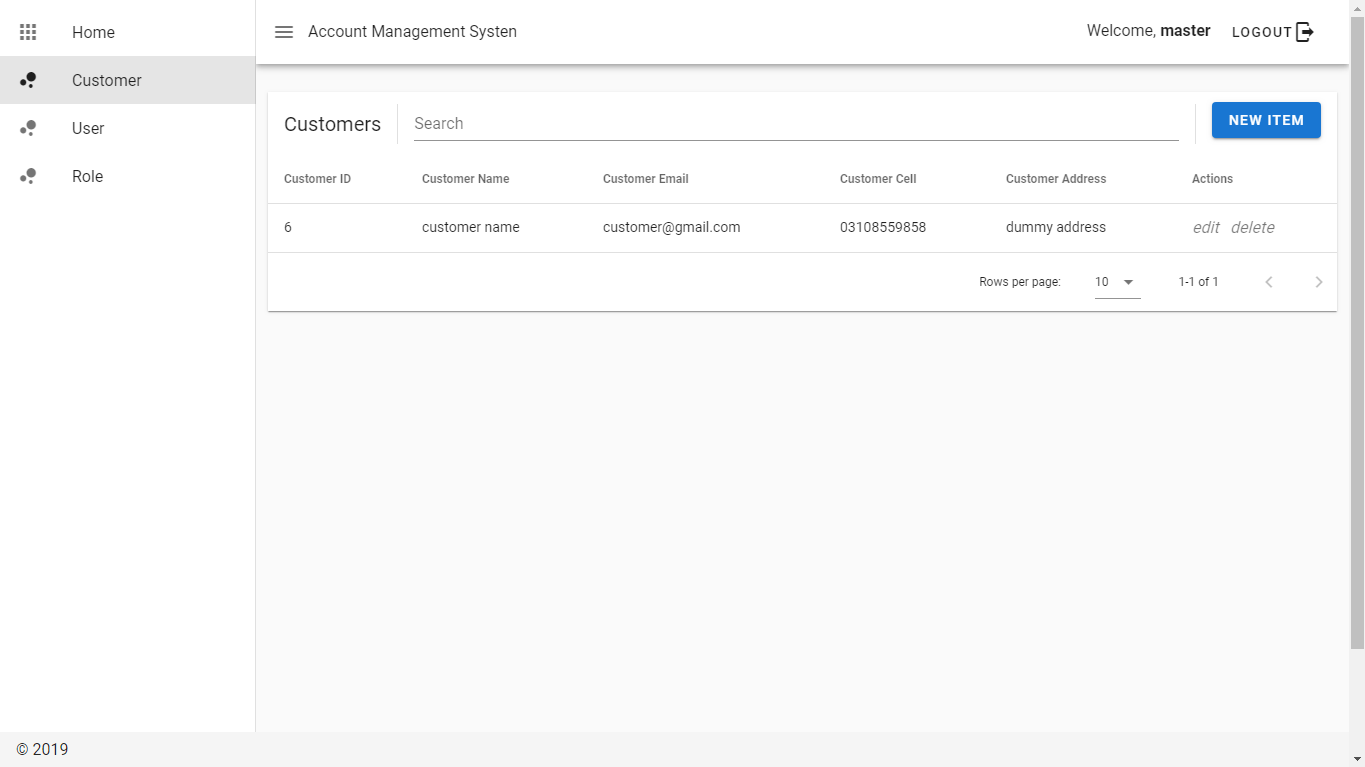 Home
Customer
User
Role
Account Management Systen
Welcome, master LOGOUT
Customers Search NEW ITEM
Customer ID Customer Name Customer Email Customer Cell Customer Address Actions
6 customer name customer@gmail.com 03108559858 dummy address edit delete
Rows per page: 10 1-1 of 1
© 2019